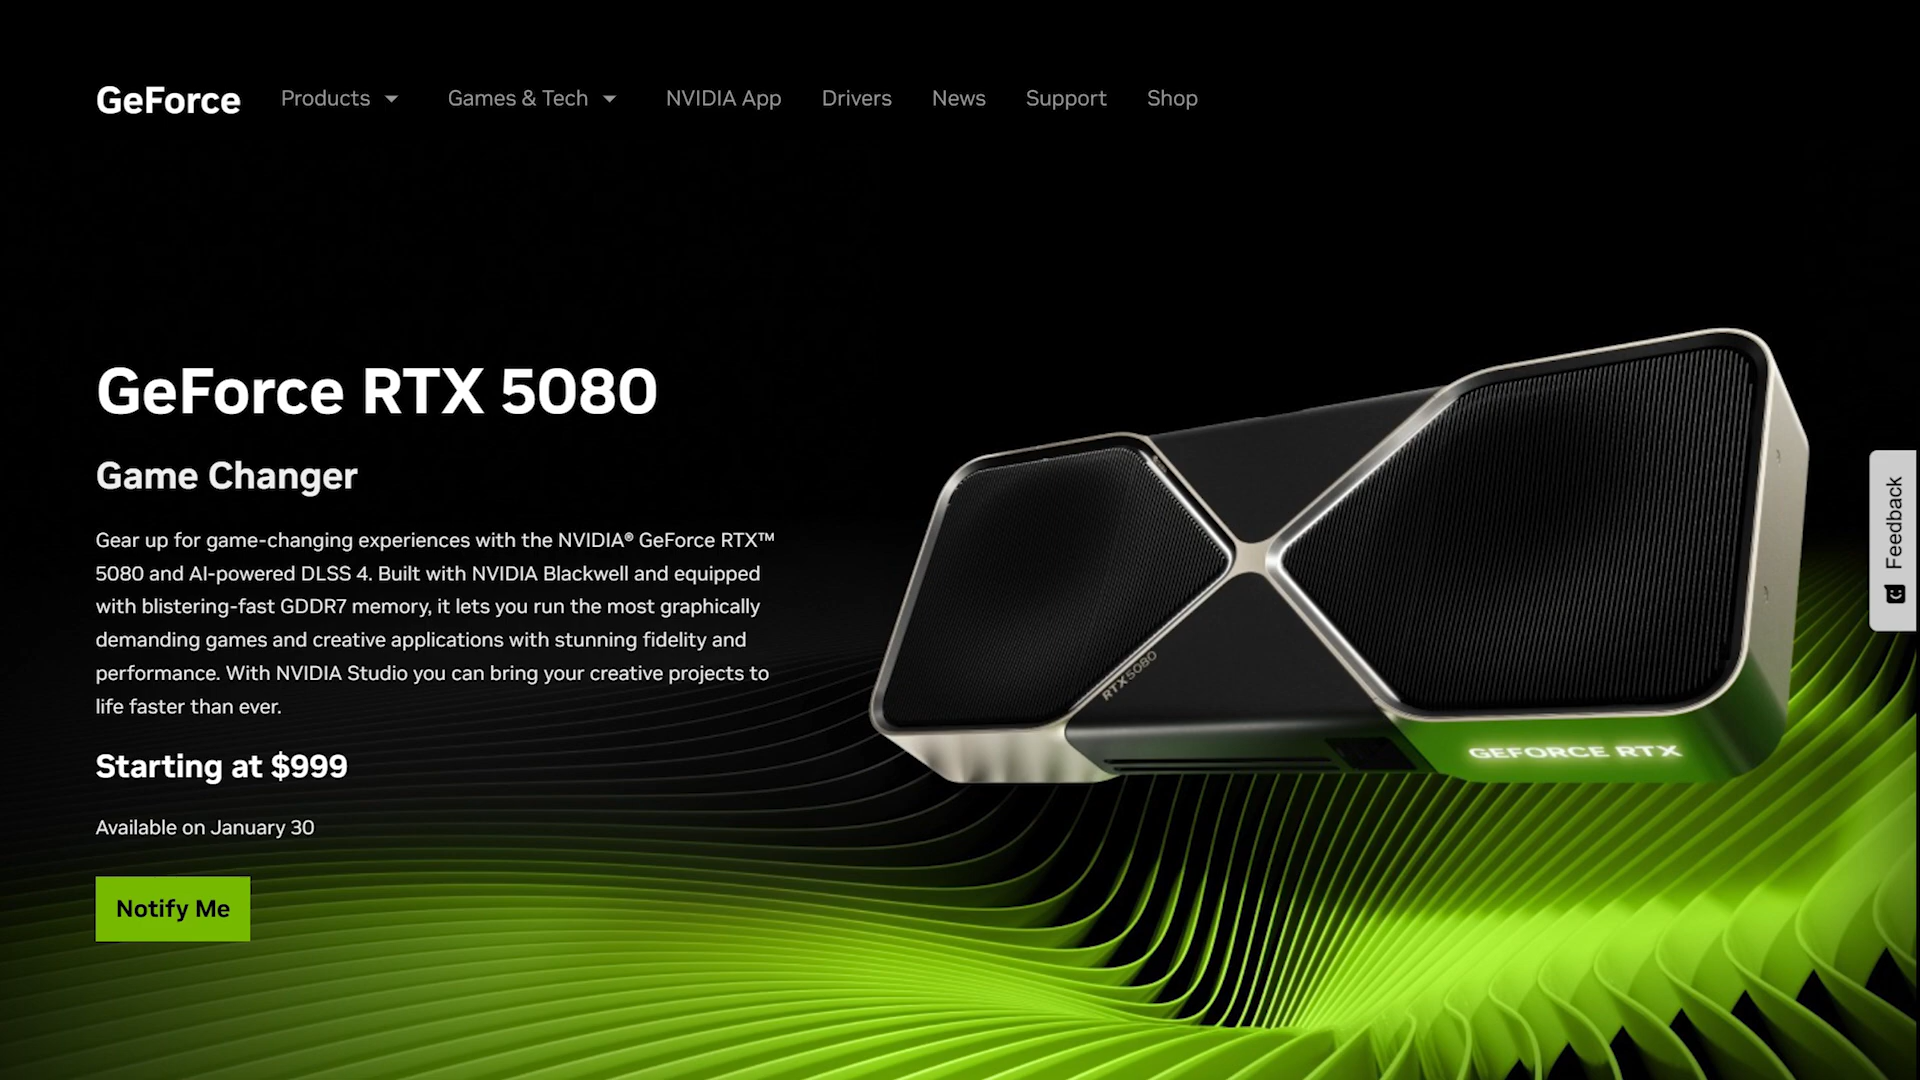 GeForce Products Games & Tech NVIDIA App Drivers News Support Shop
GeForce RTX 5080
Game Changer
Gear up for game-changing experiences with the NVIDIA® GeForce RTX™
5080 and AI-powered DLSS 4. Built with NVIDIA Blackwell and equipped
with blistering-fast GDDR7 memory, it lets you run the most graphically
demanding games and creative applications with stunning fidelity and
performance. With NVIDIA Studio you can bring your creative projects to
life faster than ever.
Starting at $999
Available on January 30
Notify Me
RTX 5080
GEFORCE RTX
Feedback